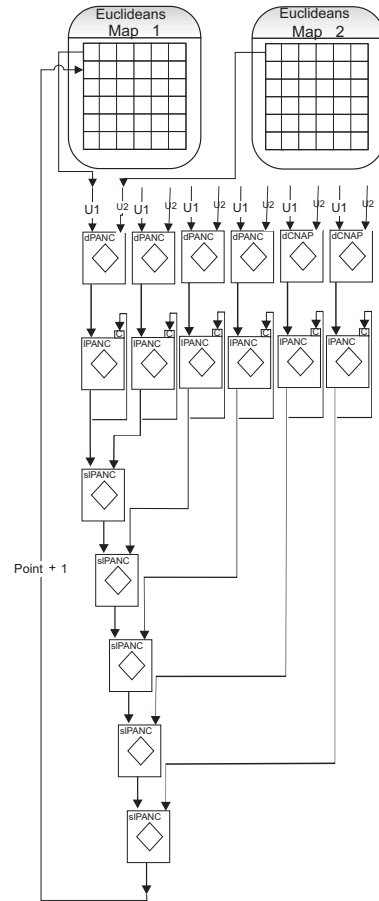 Euclideans
Map 1
Euclideans
Map 2
U1 U2 U1 U2 U1 U2 U1 U2 U1 U2 U1 U2
dPANC dPANC dPANC dPANC dCNAP dCNAP
C C C C C C
IPANC IPANC IPANC IPANC IPANC IPANC
sIPANC
sIPANC
Point + 1
sIPANC
sIPANC
sIPANC